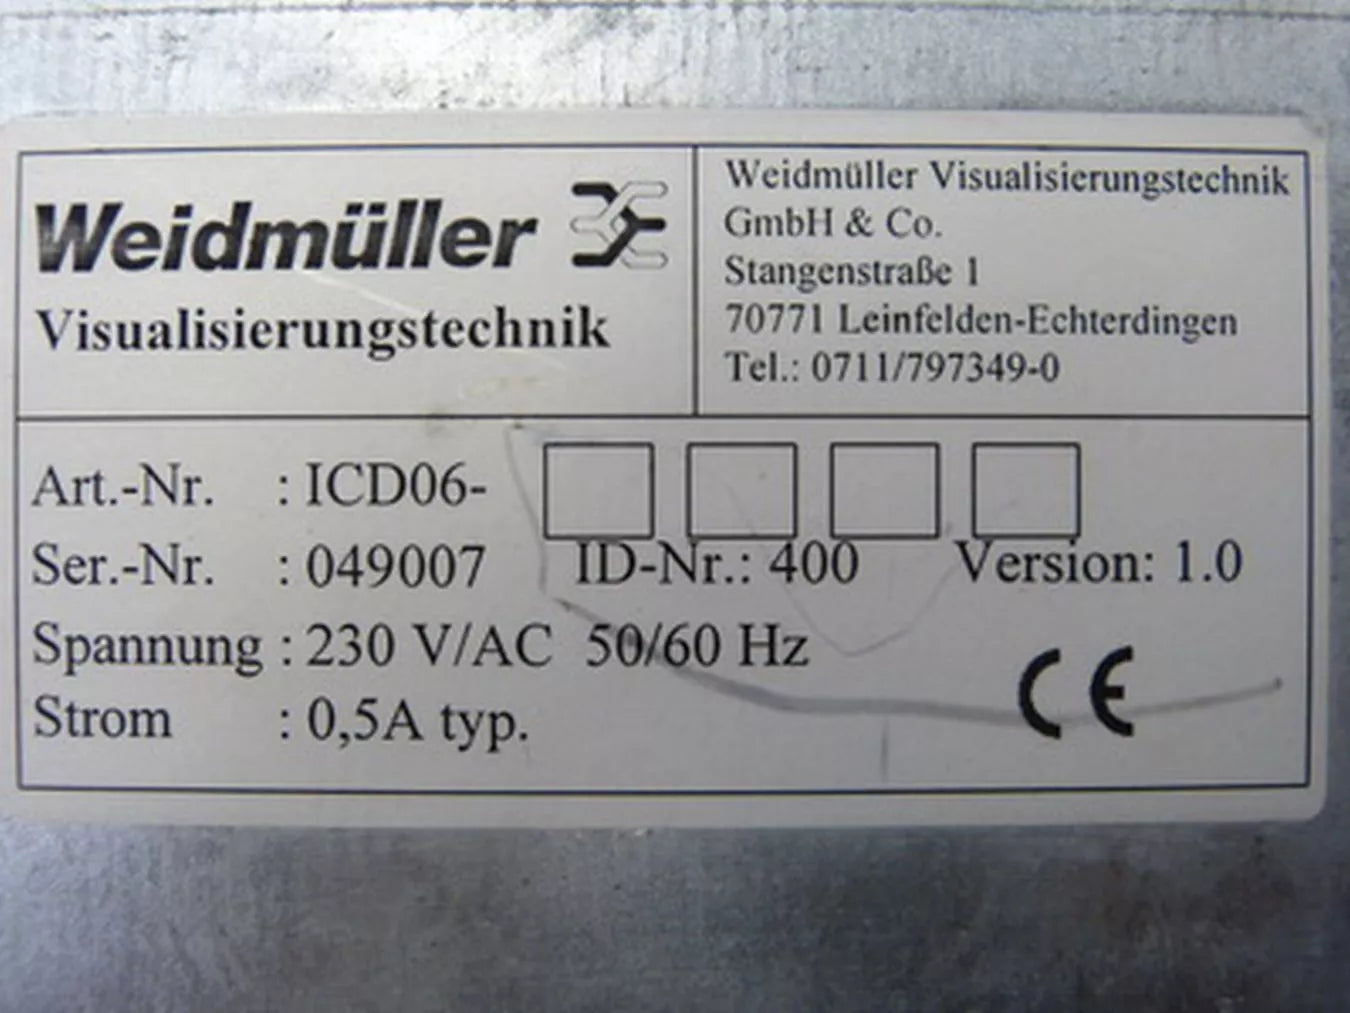 Weidmüller
Visualisierungstechnik
Weidmüller Visualisierungstechnik
GmbH & Co.
Stangenstraße 1
70771 Leinfelden-Echterdingen
Tel.: 0711/797349-0
Art.-Nr. : ICD06-
Ser.-Nr. : 049007 ID-Nr.: 400 Version: 1.0
Spannung : 230 V/AC 50/60 Hz
Strom : 0,5A typ.
CE